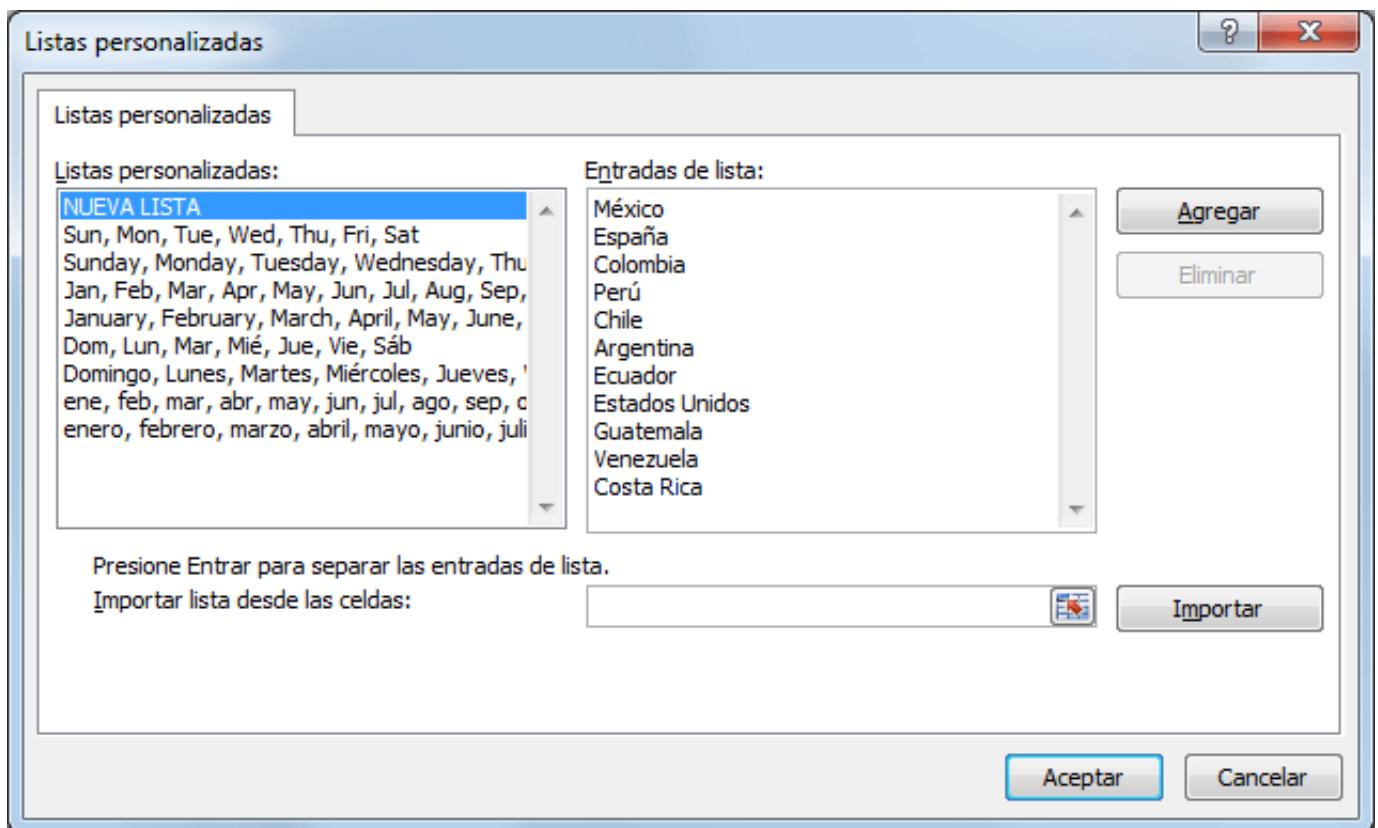 Listas personalizadas
Listas personalizadas
Listas personalizadas:
NUEVA LISTA
Sun, Mon, Tue, Wed, Thu, Fri, Sat
Sunday, Monday, Tuesday, Wednesday, Thu
Jan, Feb, Mar, Apr, May, Jun, Jul, Aug, Sep,
January, February, March, April, May, June,
Dom, Lun, Mar, Mié, Jue, Vie, Sáb
Domingo, Lunes, Martes, Miércoles, Jueves,
ene, feb, mar, abr, may, jun, jul, ago, sep,
enero, febrero, marzo, abril, mayo, junio, juli
Entradas de lista:
México
España
Colombia
Perú
Chile
Argentina
Ecuador
Estados Unidos
Guatemala
Venezuela
Costa Rica
Agregar
Eliminar
Presione Entrar para separar las entradas de lista.
Importar lista desde las celdas:
Importar
Aceptar
Cancelar